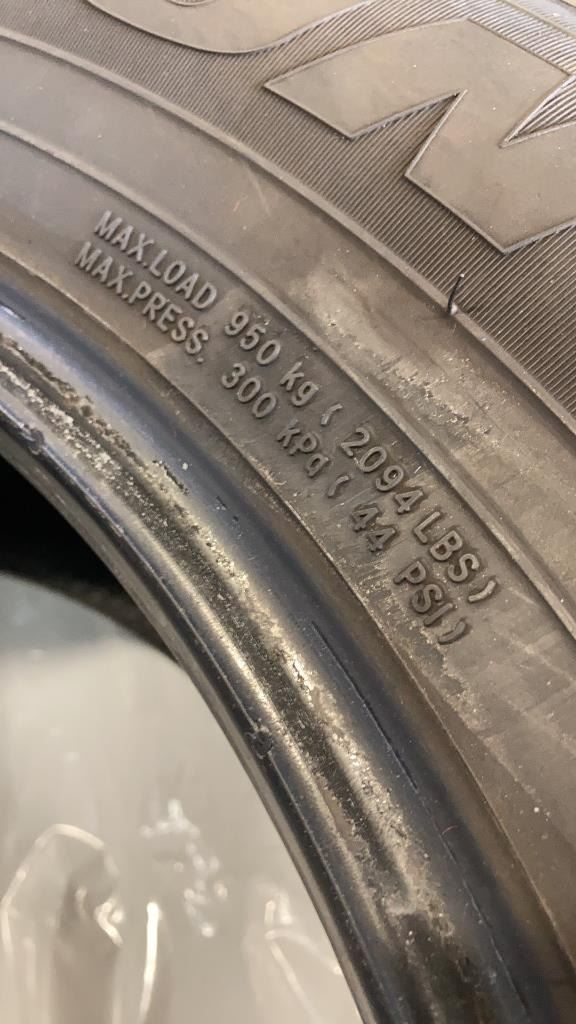 MAX.LOAD 950 kg ( 2094 LBS )
MAX.PRESS. 300 KPa ( 44 PSI )